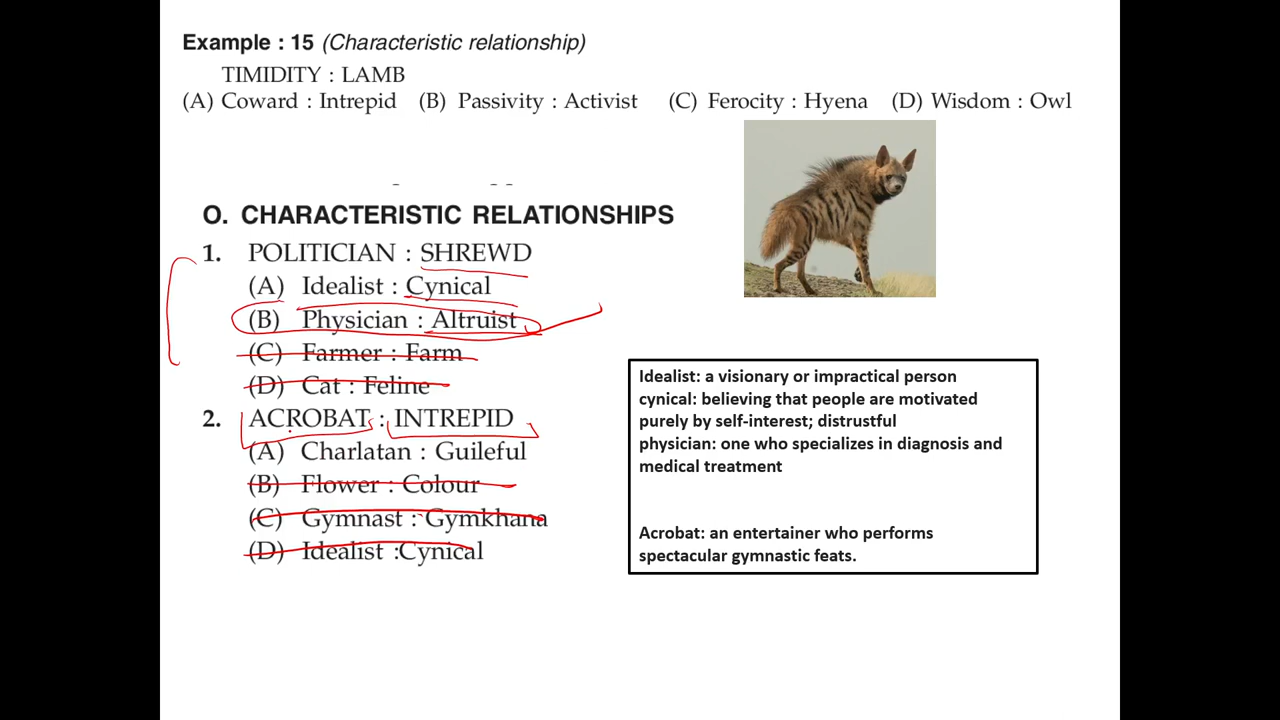 Example : 15 (Characteristic relationship)
TIMIDITY : LAMB
(A) Coward : Intrepid (B) Passivity : Activist (C) Ferocity : Hyena (D) Wisdom : Owl
O. CHARACTERISTIC RELATIONSHIPS
1. POLITICIAN : SHREWD
(A) Idealist : Cynical
(B) Physician : Altruist
(C) Farmer : Farm
(D) Cat : Feline
2. ACROBAT : INTREPID
(A) Charlatan : Guileful
(B) Flower : Colour
(C) Gymnast : Gymkhana
(D) Idealist :Cynical
Idealist: a visionary or impractical person
cynical: believing that people are motivated
purely by self-interest; distrustful
physician: one who specializes in diagnosis and
medical treatment
Acrobat: an entertainer who performs
spectacular gymnastic feats.